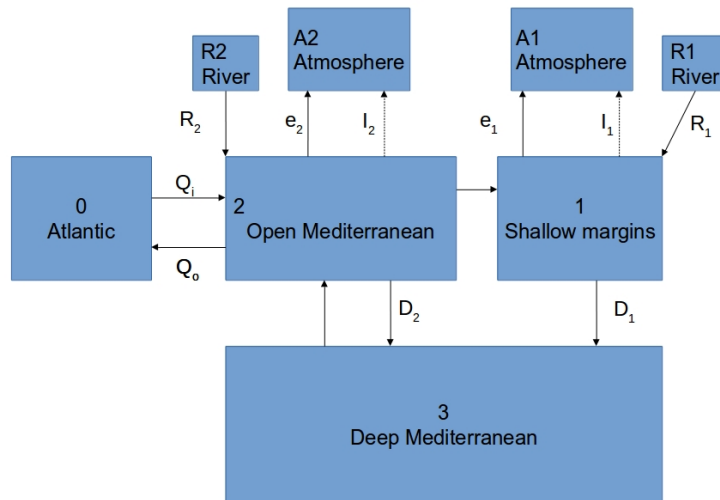 R2
River
A2
Atmosphere
A1
Atmosphere
R1
River
R₂
e₂
I₂
e₁
I₁
R₁
0
Atlantic
Qᵢ
Qₒ
2
Open Mediterranean
1
Shallow margins
D₂
D₁
3
Deep Mediterranean